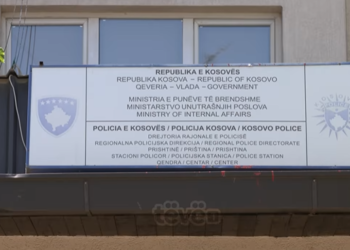 REPUBLIKA E KOSOVËS
REPUBLIKA KOSOVA – REPUBLIC OF KOSOVO
QEVERIA – VLADA – GOVERNMENT
MINISTRIA E PUNËVE TË BRENDSHME
MINISTARSTVO UNUTRAŠNJIH POSLOVA
MINISTRY OF INTERNAL AFFAIRS
POLICIA E KOSOVËS / POLICIJA KOSOVA / KOSOVO POLICE
DREJTORIA RAJONALE E POLICISË
REGIONALNA POLICIJSKA DIREKCIJA / REGIONAL POLICE DIRECTORATE
PRISHTINË / PRIŠTINA / PRISHTINA
STACIONI POLICOR / POLICIJSKA STANICA / POLICE STATION
QENDRA / CENTAR / CENTER
tëvën